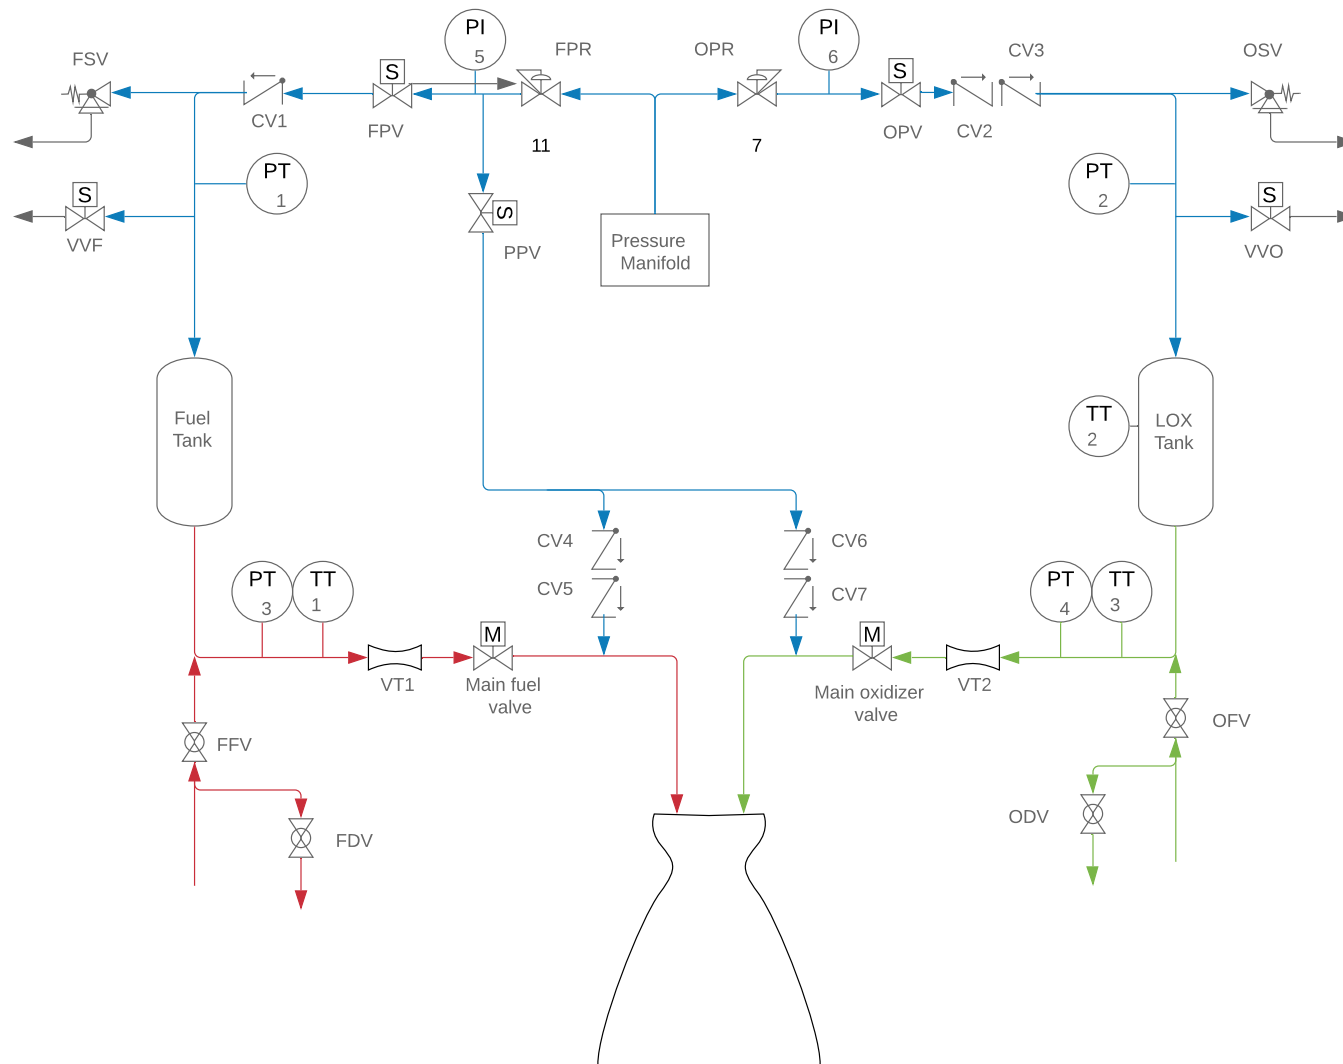 PI
5
FPR
OPR
PI
6
CV3
OSV
FSV
S
S
CV1
FPV
OPV
CV2
11
7
PT
1
PT
2
S
VVF
S
PPV
S
VVO
Pressure
Manifold
Fuel
Tank
TT
2
LOX
Tank
CV4
CV6
CV5
CV7
PT
3
TT
1
PT
4
TT
3
M
M
VT1
Main fuel
valve
Main oxidizer
valve
VT2
FFV
OFV
FDV
ODV